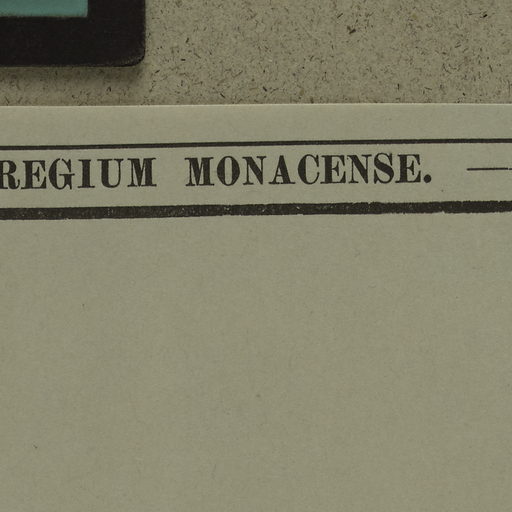 REGIUM MONACENSE. —